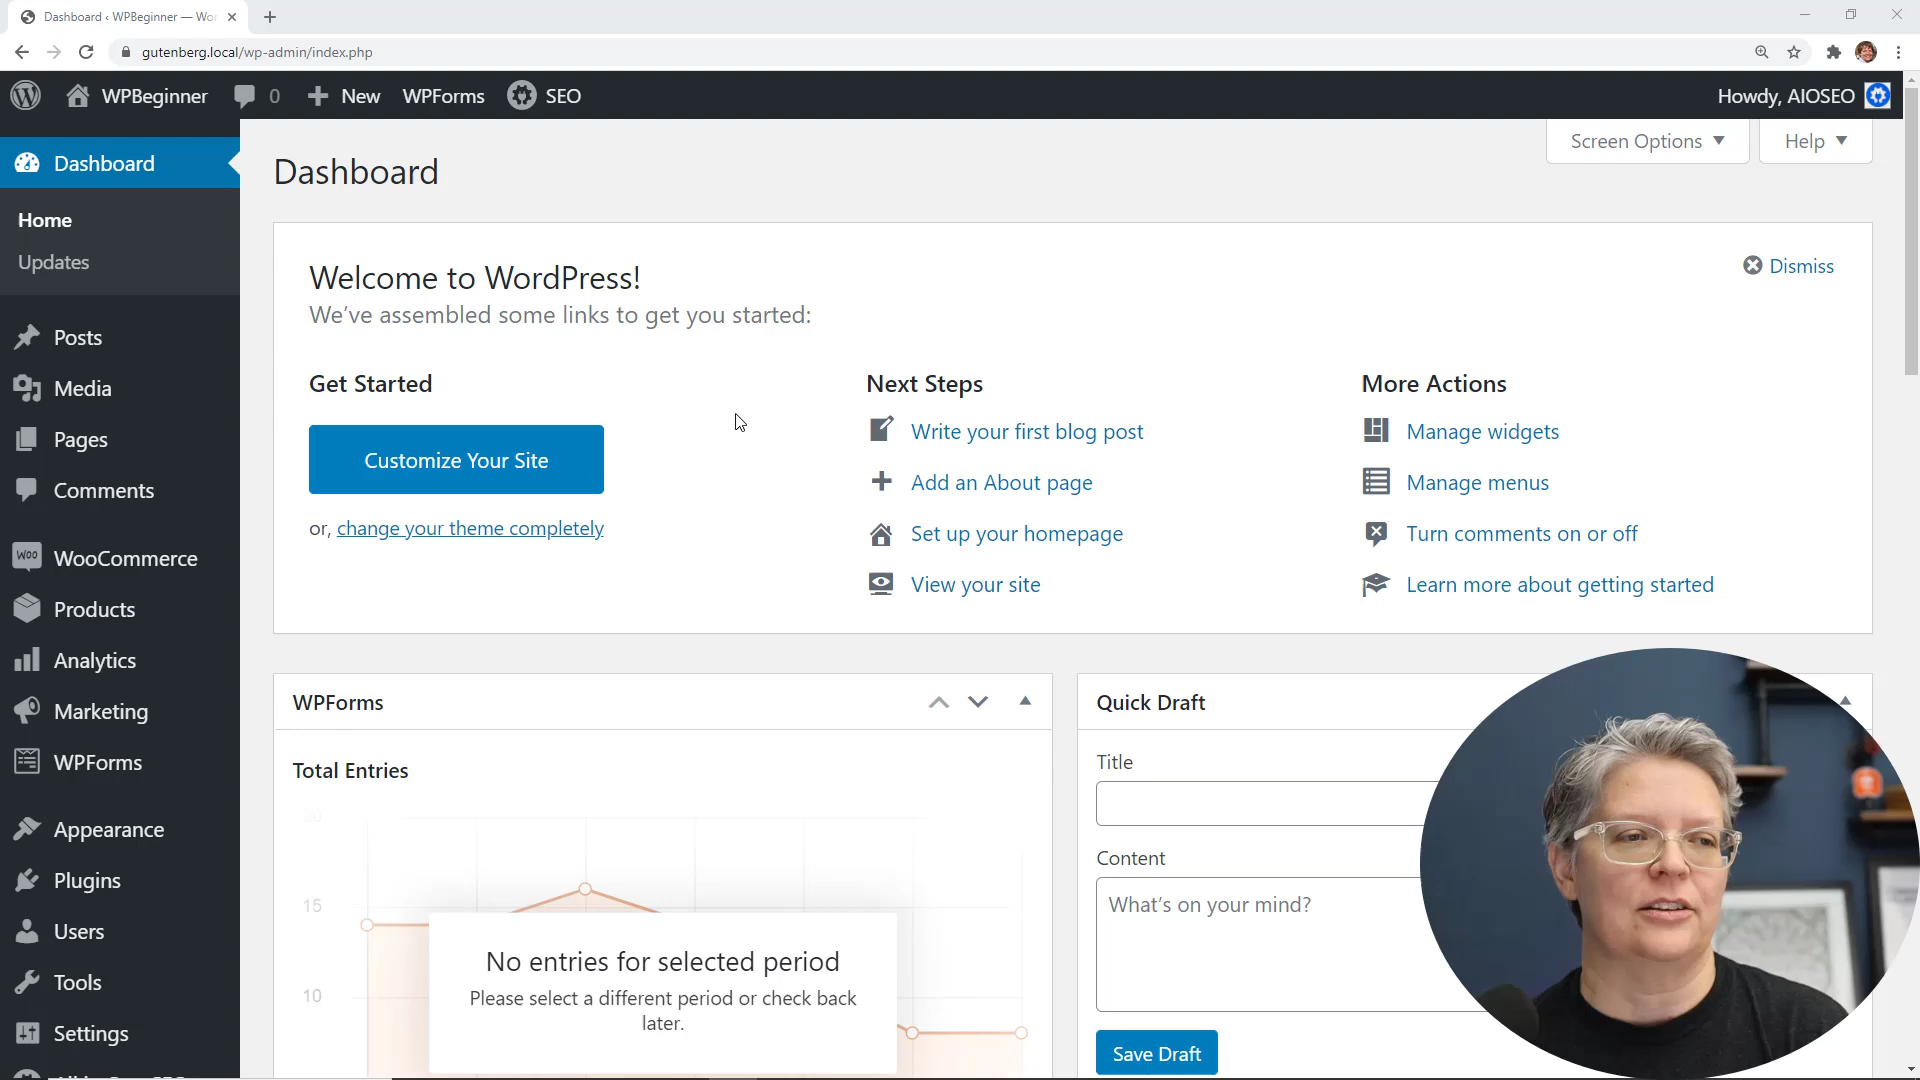 Dashboard ‹ WPBeginner — Wor
gutenberg.local/wp-admin/index.php
WPBeginner
0
New
WPForms
SEO
Howdy, AIOSEO
Screen Options
Help
Dashboard
Home
Updates
Posts
Media
Pages
Comments
Woo
WooCommerce
Products
Analytics
Marketing
WPForms
Appearance
Plugins
Users
Tools
Settings
Dashboard
Welcome to WordPress!
We've assembled some links to get you started:
Dismiss
Get Started
Customize Your Site
or, change your theme completely
Next Steps
Write your first blog post
Add an About page
Set up your homepage
View your site
More Actions
Manage widgets
Manage menus
Turn comments on or off
Learn more about getting started
WPForms
Total Entries
20
15
10
No entries for selected period
Please select a different period or check back
later.
Quick Draft
Title
Content
What's on your mind?
Save Draft